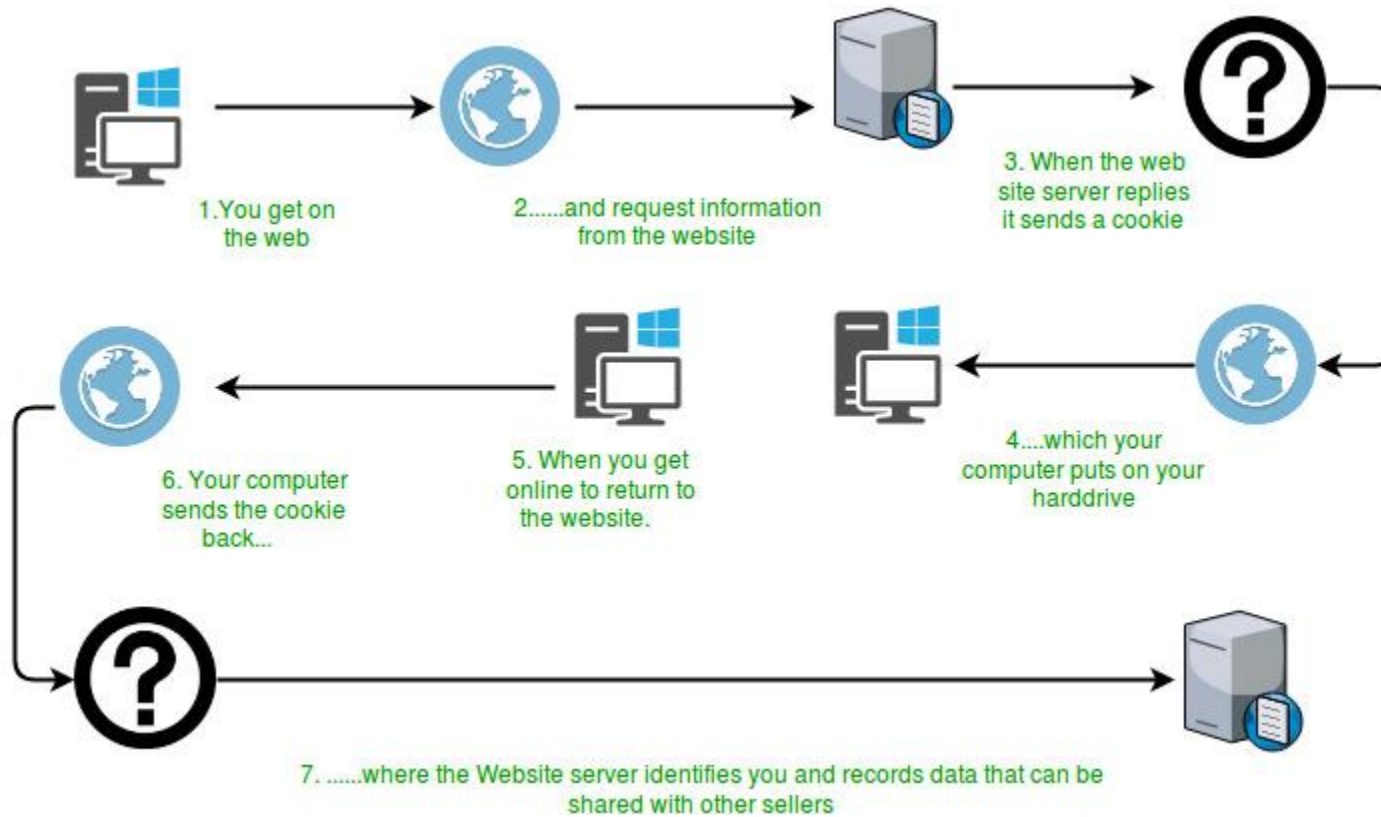 1.You get on
the web
2......and request information
from the website
3. When the web
site server replies
it sends a cookie
4....which your
computer puts on your
harddrive
5. When you get
online to return to
the website.
6. Your computer
sends the cookie
back...
7. ......where the Website server identifies you and records data that can be
shared with other sellers